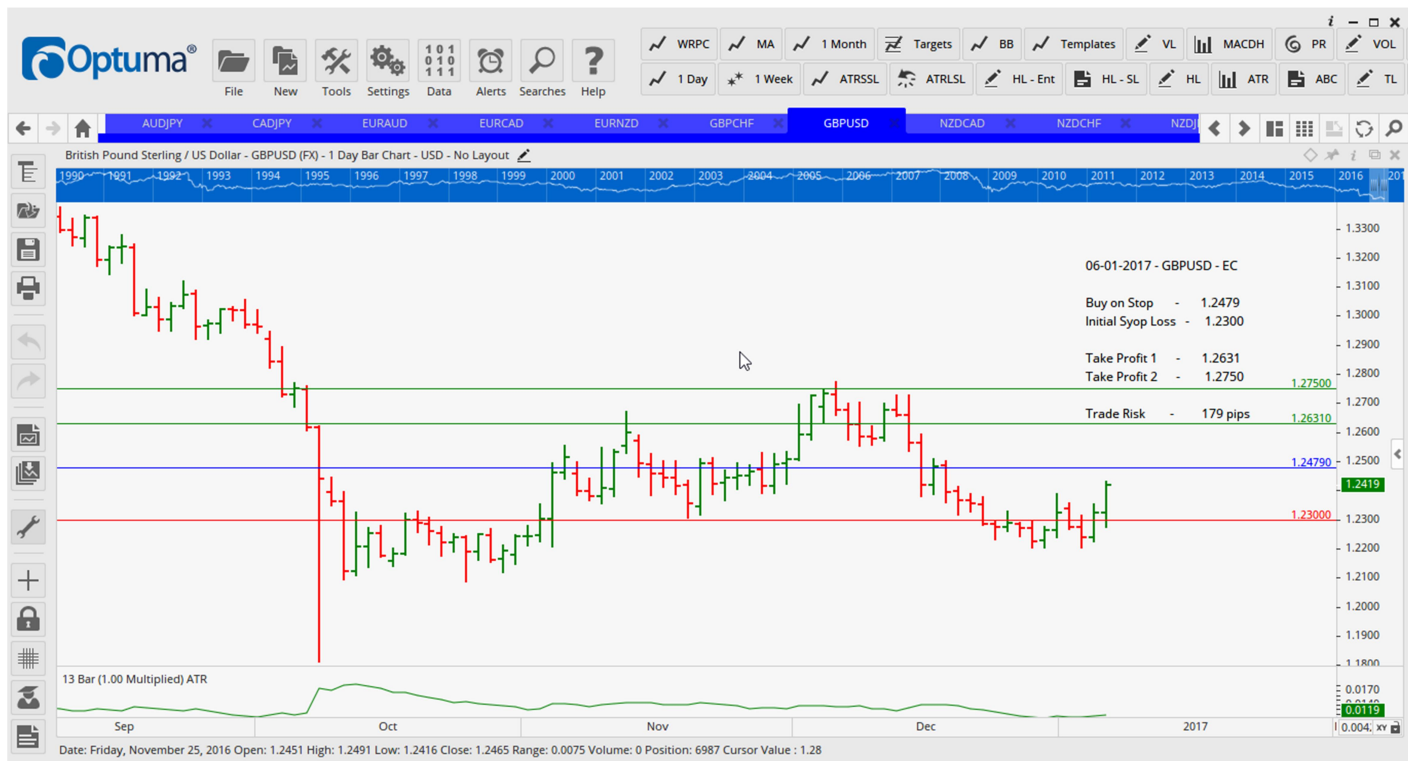 Optuma®
File
New
Tools
Settings
Data
Alerts
Searches
Help
WRPC
MA
1 Month
Targets
BB
Templates
VL
MACDH
PR
VOL
1 Day
1 Week
ATRSSL
ATRLSL
HL - Ent
HL - SL
HL
ATR
ABC
TL
AUDJPY
CADJPY
EURAUD
EURCAD
EURNZD
GBPCHF
GBPUSD
NZDCAD
NZDCHF
NZDJ
British Pound Sterling / US Dollar - GBPUSD (FX) - 1 Day Bar Chart - USD - No Layout
1990 1991 1992 1993 1994 1995 1996 1997 1998 1999 2000 2001 2002 2003 2004 2005 2006 2007 2008 2009 2010 2011 2012 2013 2014 2015 2016 201
1.3300
1.3200
1.3100
1.3000
1.2900
1.2800
1.2700
1.2600
1.2500
1.2419
1.2300
1.2200
1.2100
1.2000
1.1900
1.1800
06-01-2017 - GBPUSD - EC
Buy on Stop - 1.2479
Initial Syop Loss - 1.2300
Take Profit 1 - 1.2631
Take Profit 2 - 1.2750
Trade Risk - 179 pips
1.27500
1.26310
1.24790
1.23000
13 Bar (1.00 Multiplied) ATR
0.0170
0.0119
Sep Oct Nov Dec 2017
0.004 XY
Date: Friday, November 25, 2016 Open: 1.2451 High: 1.2491 Low: 1.2416 Close: 1.2465 Range: 0.0075 Volume: 0 Position: 6987 Cursor Value : 1.28